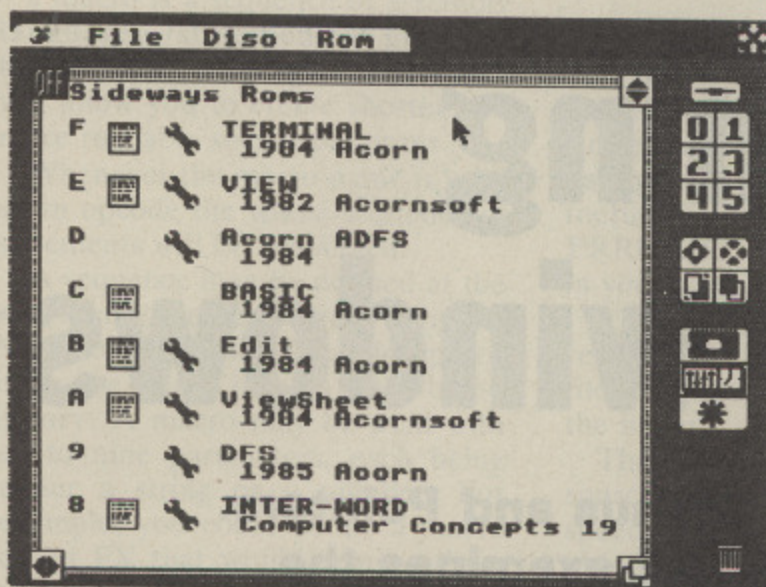 File Diso Rom
OFF
Sideways Roms
F TERMINAL
1984 Acorn
E VIEW
1982 Acornsoft
D Acorn ADFS
1984
C BASIC
1984 Acorn
B Edit
1984 Acorn
A ViewSheet
1984 Acornsoft
9 DFS
1985 Acorn
8 INTER-WORD
Computer Concepts 19
0 1
2 3
4 5